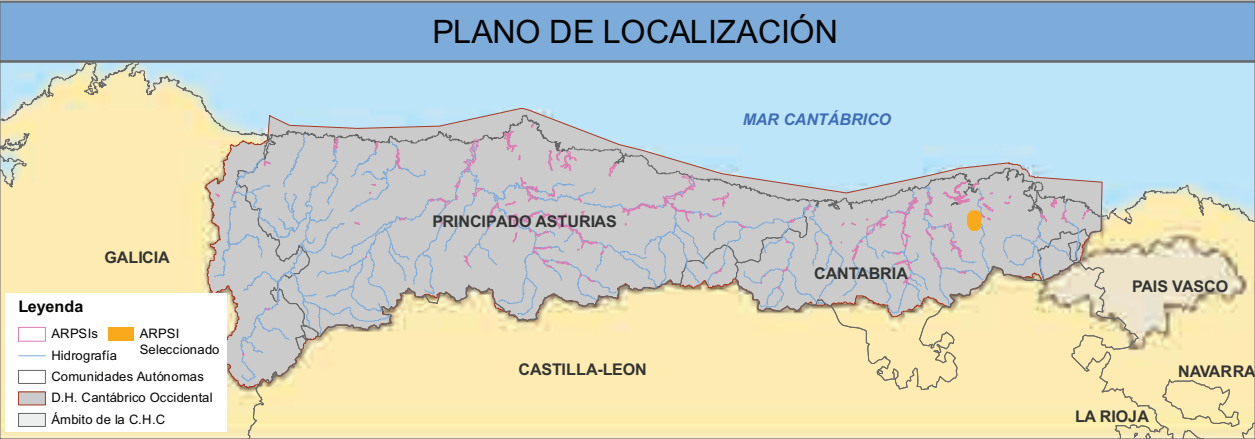 PLANO DE LOCALIZACIÓN
MAR CANTÁBRICO
PRINCIPADO ASTURIAS
GALICIA
CANTABRIA
PAIS VASCO
CASTILLA-LEON
NAVARRA
LA RIOJA
Leyenda
ARPSIs
ARPSI
Seleccionado
Hidrografía
Comunidades Autónomas
D.H. Cantábrico Occidental
Ámbito de la C.H.C